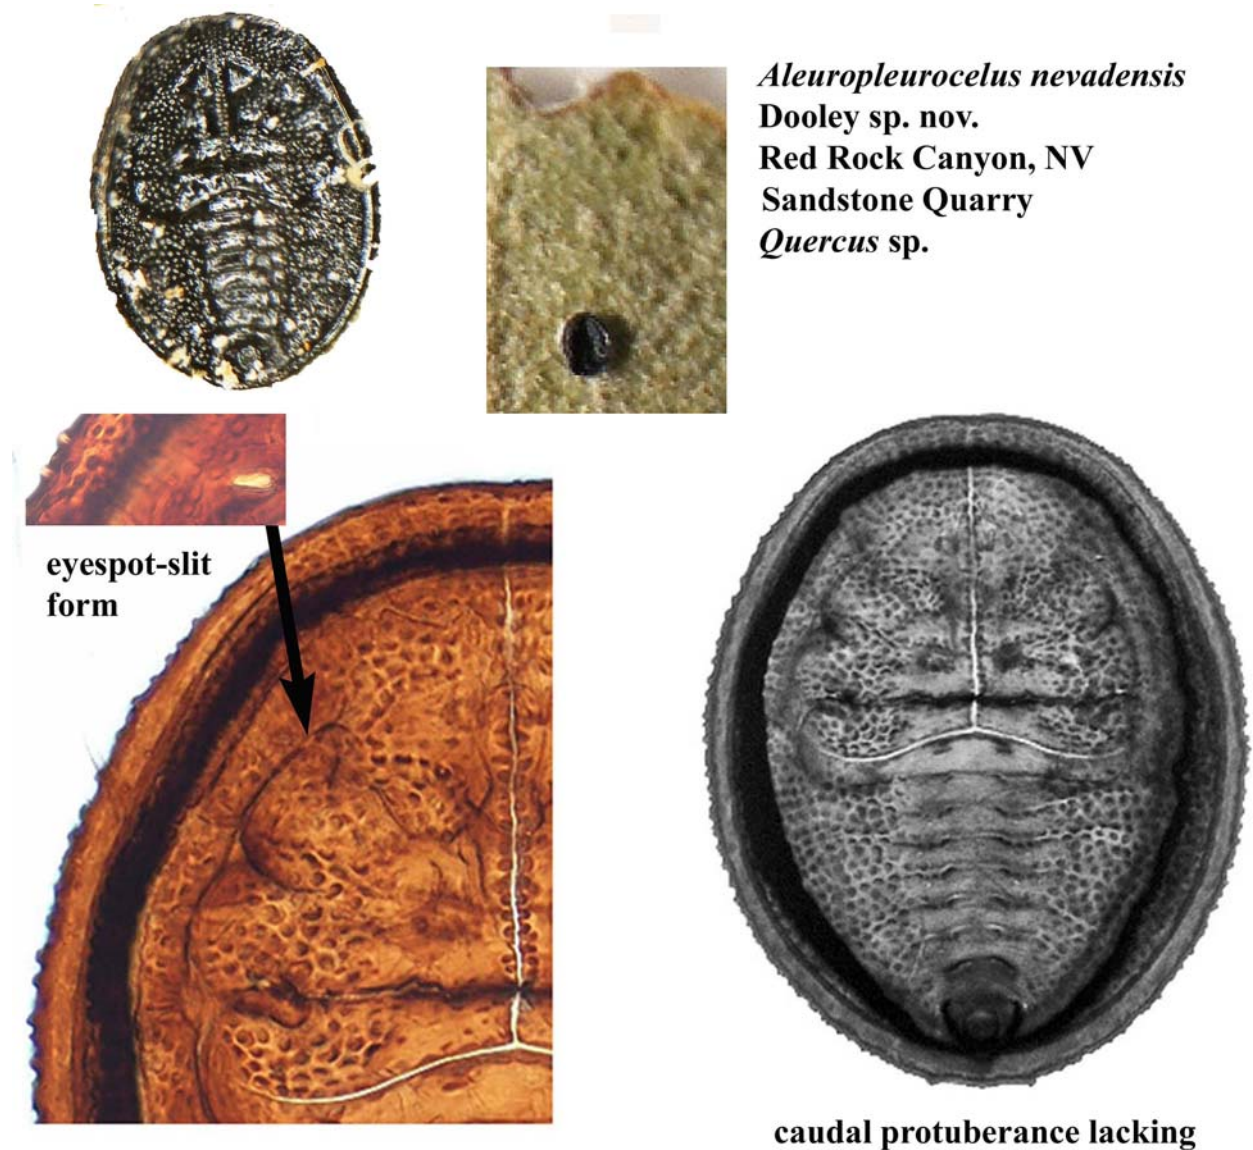 Aleuropleurocelus nevadensis
Dooley sp. nov.
Red Rock Canyon, NV
Sandstone Quarry
Quercus sp.
eyespot-slit
form
caudal protuberance lacking